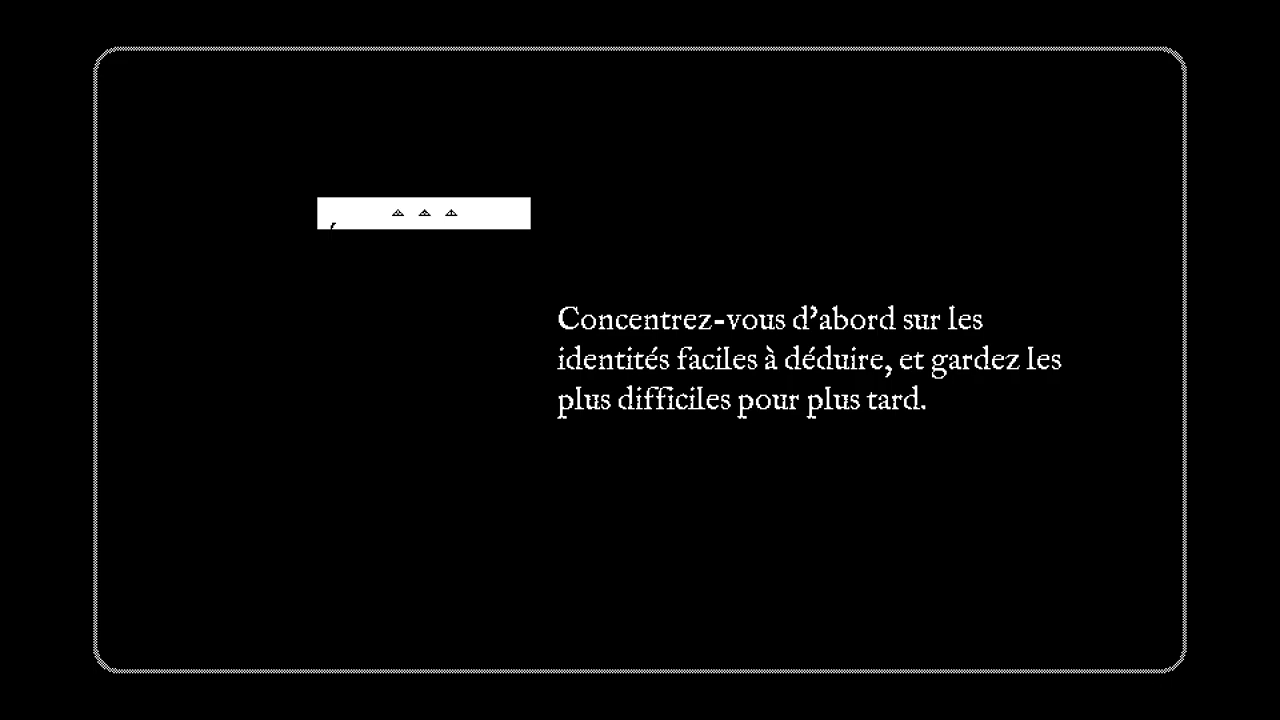 Concentrez-vous d’abord sur les
identités faciles à déduire, et gardez les
plus difficiles pour plus tard.